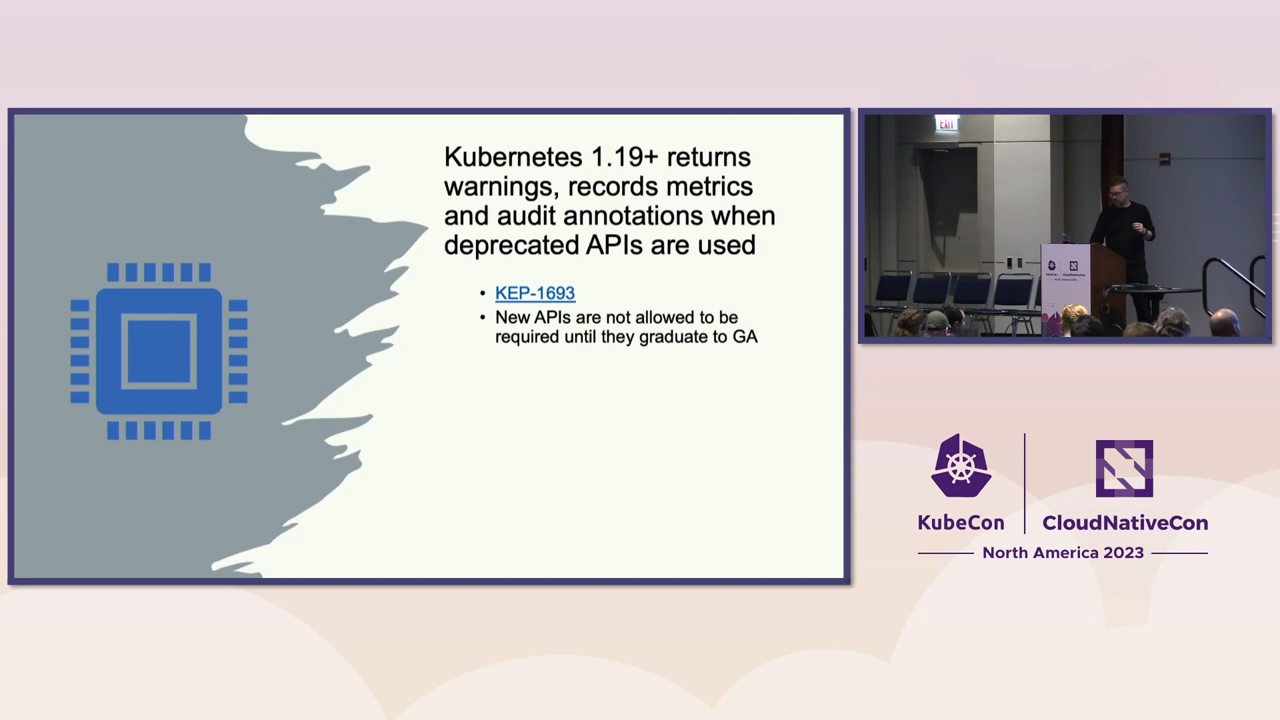 Kubernetes 1.19+ returns
warnings, records metrics
and audit annotations when
deprecated APIs are used
• KEP-1693
• New APIs are not allowed to be
required until they graduate to GA
EXIT
KubeCon
CloudNativeCon
North America 2023